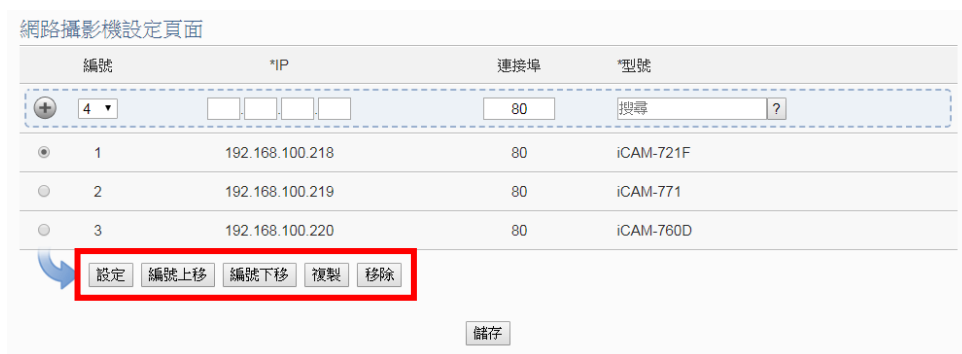 網路攝影機設定頁面
編號 *IP 連接埠 *型號
4 . . . 80 搜尋 ?
1 192.168.100.218 80 iCAM-721F
2 192.168.100.219 80 iCAM-771
3 192.168.100.220 80 iCAM-760D
設定 編號上移 編號下移 複製 移除
儲存